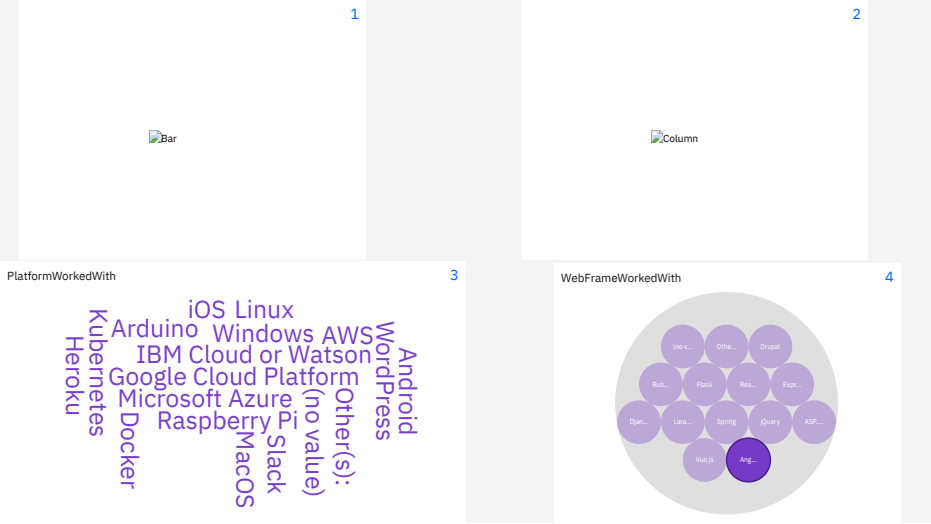 1
2
Bar
Column
PlatformWorkedWith
3
iOS
Linux
Kubernetes
Arduino
Windows
AWS
WordPress
Heroku
IBM Cloud or Watson
Android
Google Cloud Platform
Microsoft Azure
(no value)
Other(s):
Docker
Raspberry Pi
MacOS
Slack
WebFrameWorkedWith
4
(no v...
Othe...
Drupal
Rub...
Flask
Rea...
Expr...
Djan...
Lara...
Spring
jQuery
ASP....
Vue.js
Ang...